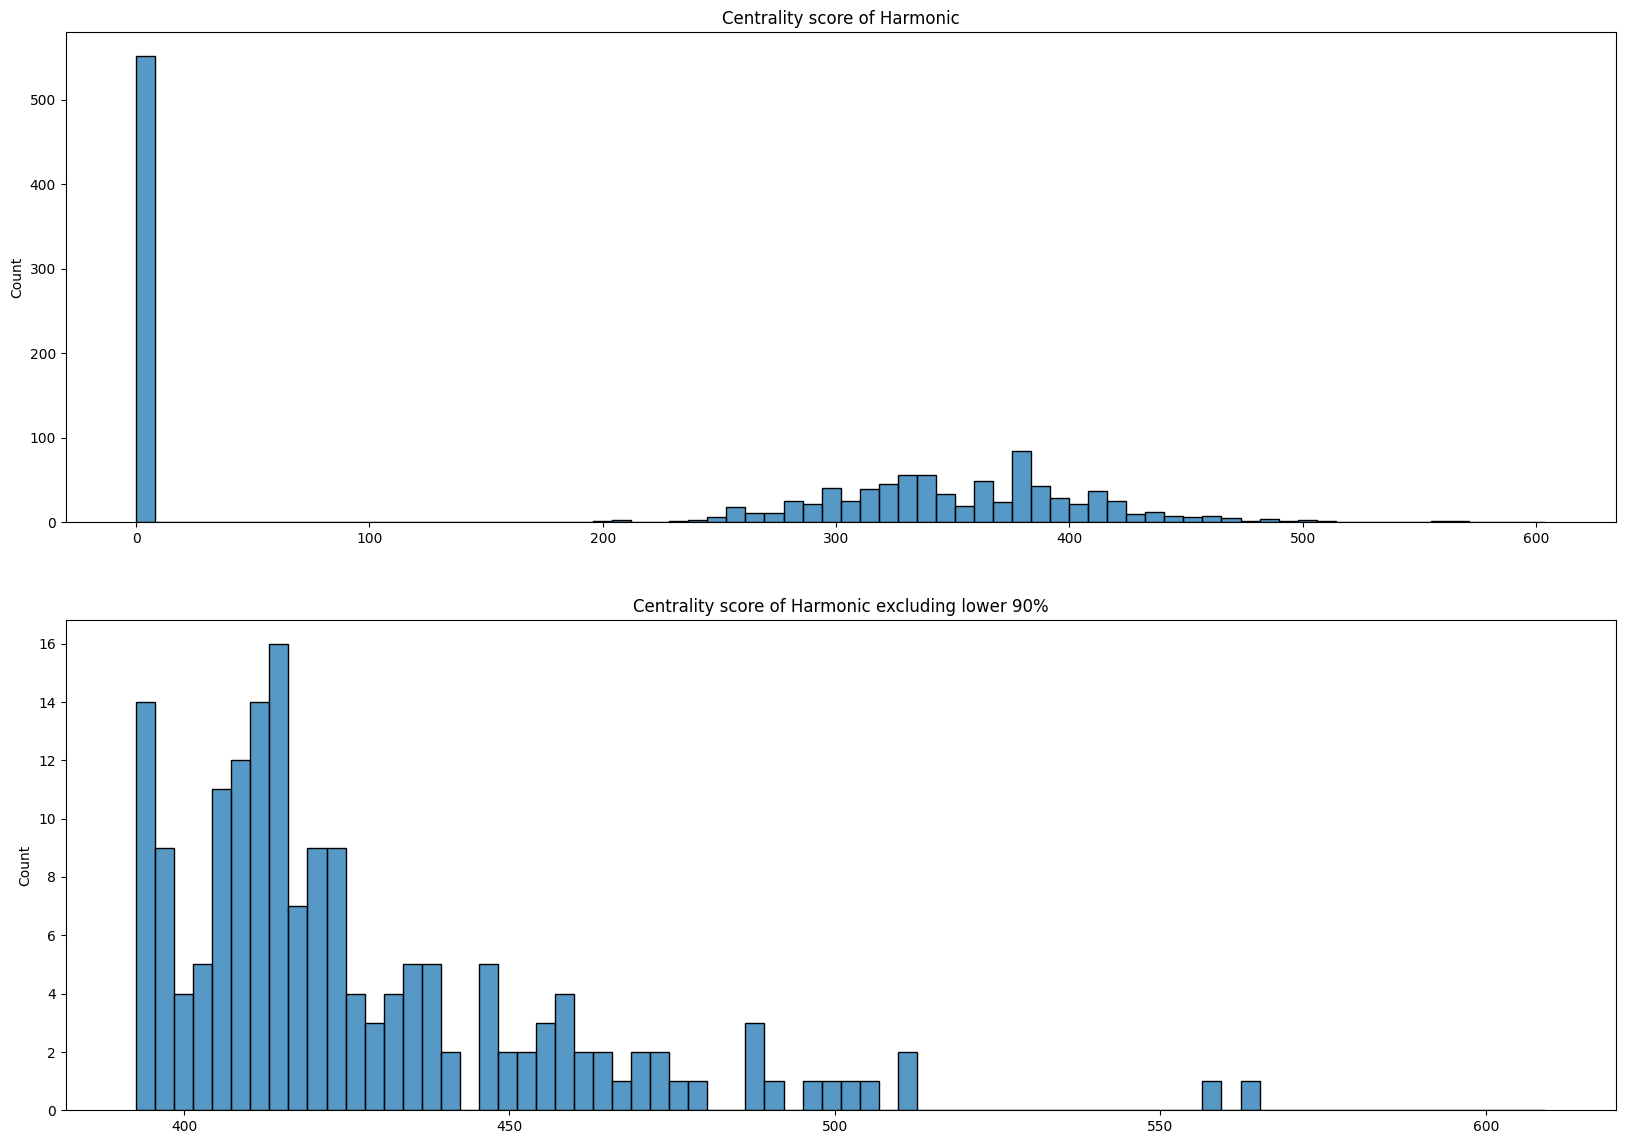 Centrality score of Harmonic
500
400
300
200
100
0
Count
0 100 200 300 400 500 600
Centrality score of Harmonic excluding lower 90%
16
14
12
10
8
6
4
2
0
Count
400 450 500 550 600